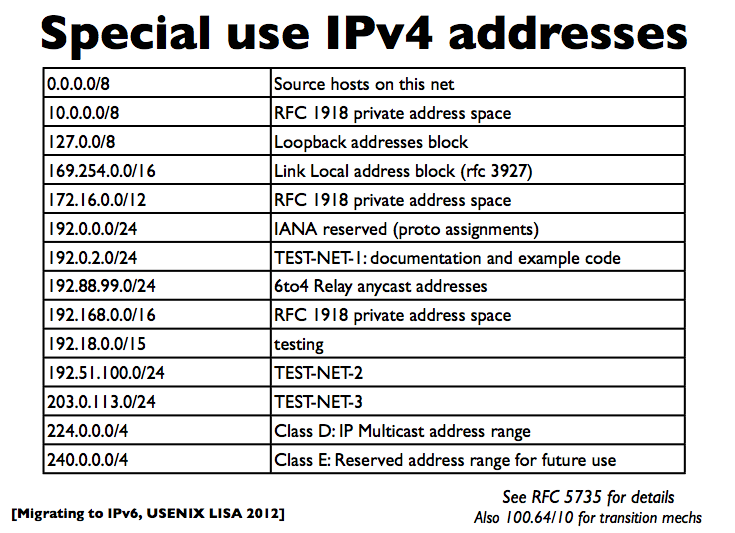 Special use IPv4 addresses
0.0.0.0/8 Source hosts on this net
10.0.0.0/8 RFC 1918 private address space
127.0.0/8 Loopback addresses block
169.254.0.0/16 Link Local address block (rfc 3927)
172.16.0.0/12 RFC 1918 private address space
192.0.0.0/24 IANA reserved (proto assignments)
192.0.2.0/24 TEST-NET-1: documentation and example code
192.88.99.0/24 6to4 Relay anycast addresses
192.168.0.0/16 RFC 1918 private address space
192.18.0.0/15 testing
192.51.100.0/24 TEST-NET-2
203.0.113.0/24 TEST-NET-3
224.0.0.0/4 Class D: IP Multicast address range
240.0.0.0/4 Class E: Reserved address range for future use
See RFC 5735 for details
[Migrating to IPv6, USENIX LISA 2012]
Also 100.64/10 for transition mechs